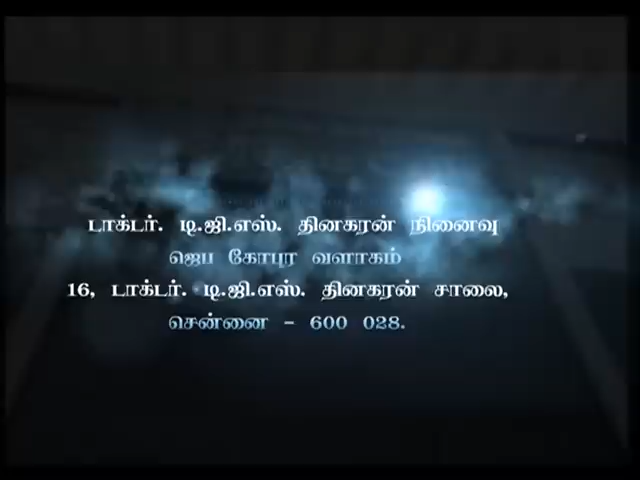 டாக்டர். டி.ஜி.எஸ். தினகரன் நினைவு
ஜெப கோபுர வளாகம்
16, டாக்டர். டி.ஜி.எஸ். தினகரன் சாலை,
சென்னை – 600 028.